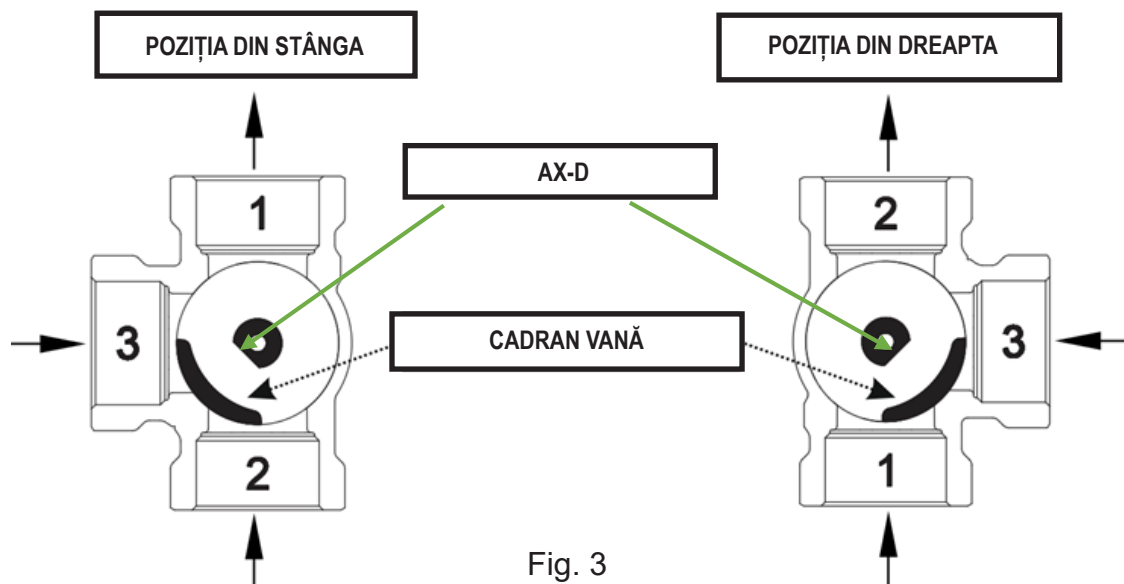 POZIȚIA DIN STÂNGA
POZIȚIA DIN DREAPTA
AX-D
1
2
3
3
CADRAN VANĂ
2
1
Fig. 3